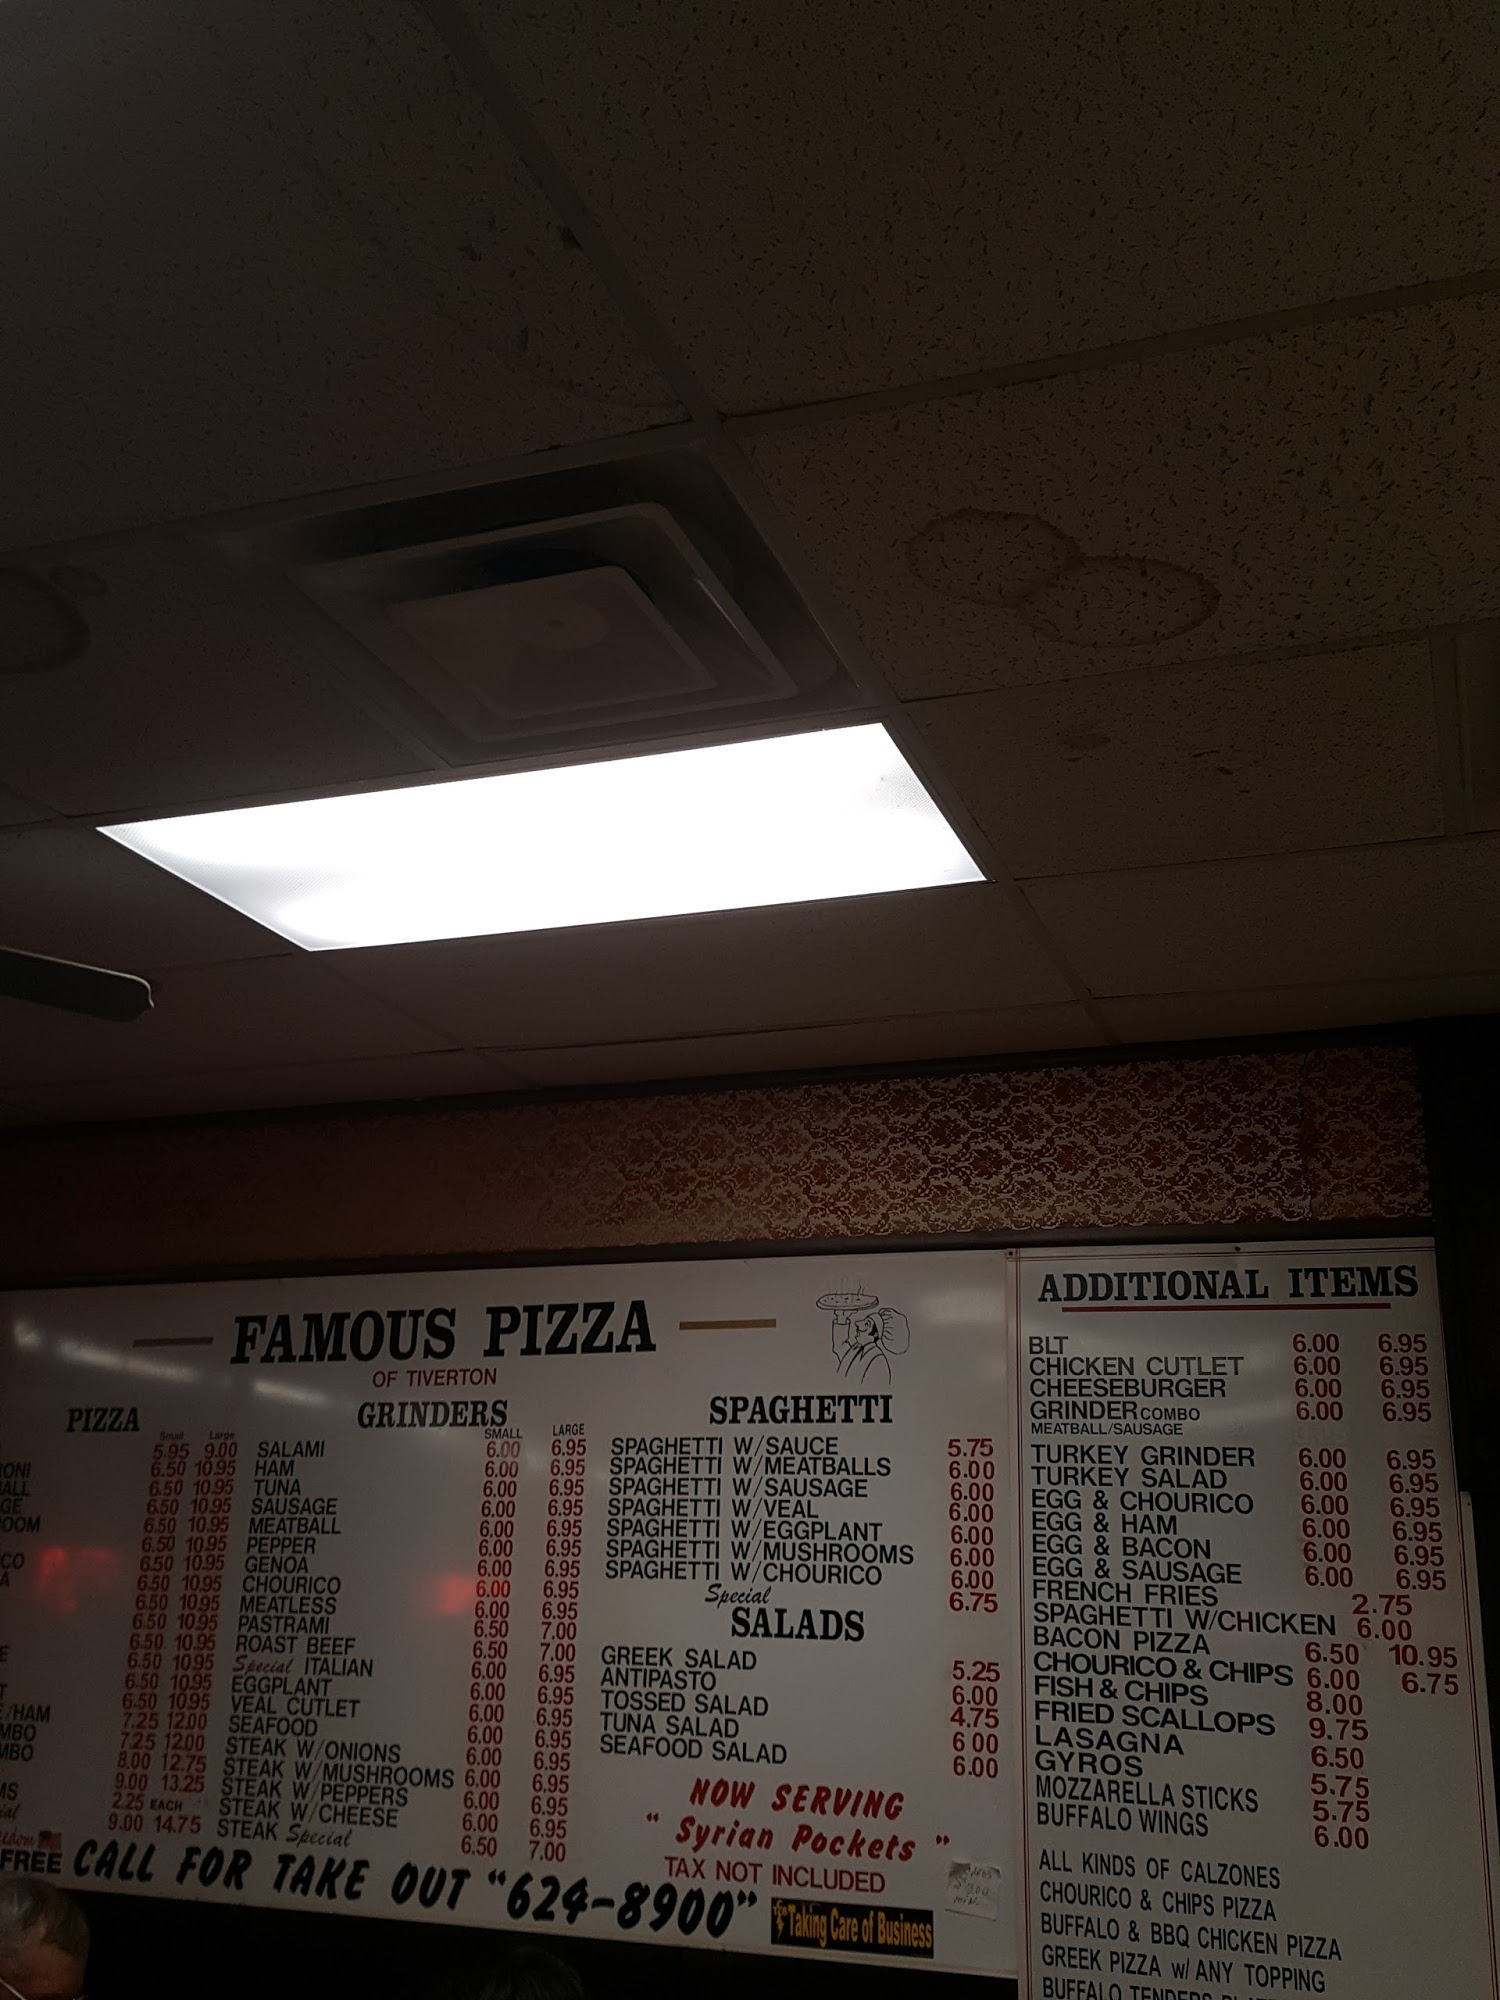 FAMOUS PIZZA
OF TIVERTON
PIZZA
Small Large
5.95 9.00
6.50 10.95
6.50 10.95
6.50 10.95
6.50 10.95
6.50 10.95
6.50 10.95
6.50 10.95
6.50 10.95
6.50 10.95
6.50 10.95
6.50 10.95
6.50 10.95
6.50 10.95
7.25 12.00
7.25 12.00
8.00 12.75
9.00 13.25
2.25 EACH
9.00 14.75
FREE
GRINDERS
SMALL LARGE
SALAMI 6.00 6.95
HAM 6.00 6.95
TUNA 6.00 6.95
SAUSAGE 6.00 6.95
MEATBALL 6.00 6.95
PEPPER 6.00 6.95
GENOA 6.00 6.95
CHOURICO 6.00 6.95
MEATLESS 6.00 6.95
PASTRAMI 6.50 7.00
ROAST BEEF 6.50 7.00
Special ITALIAN 6.00 6.95
EGGPLANT 6.00 6.95
VEAL CUTLET 6.00 6.95
SEAFOOD 6.00 6.95
STEAK W/ONIONS 6.00 6.95
STEAK W/MUSHROOMS 6.00 6.95
STEAK W/PEPPERS 6.00 6.95
STEAK W/CHEESE 6.00 6.95
STEAK Special 6.50 7.00
SPAGHETTI
SPAGHETTI W/SAUCE 5.75
SPAGHETTI W/MEATBALLS 6.00
SPAGHETTI W/SAUSAGE 6.00
SPAGHETTI W/VEAL 6.00
SPAGHETTI W/EGGPLANT 6.00
SPAGHETTI W/MUSHROOMS 6.00
SPAGHETTI W/CHOURICO 6.00
Special 6.75
SALADS
GREEK SALAD 5.25
ANTIPASTO 6.00
TOSSED SALAD 4.75
TUNA SALAD 6 00
SEAFOOD SALAD 6.00
NOW SERVING
" Syrian Pockets "
TAX NOT INCLUDED
CALL FOR TAKE OUT "624-8900"
TCB Taking Care of Business
ADDITIONAL ITEMS
BLT 6.00 6.95
CHICKEN CUTLET 6.00 6.95
CHEESEBURGER 6.00 6.95
GRINDER COMBO 6.00 6.95
MEATBALL/SAUSAGE
TURKEY GRINDER 6.00 6.95
TURKEY SALAD 6.00 6.95
EGG & CHOURICO 6.00 6.95
EGG & HAM 6.00 6.95
EGG & BACON 6.00 6.95
EGG & SAUSAGE 6.00 6.95
FRENCH FRIES 2.75
SPAGHETTI W/CHICKEN 6.00
BACON PIZZA 6.50 10.95
CHOURICO & CHIPS 6.00 6.75
FISH & CHIPS 8.00
FRIED SCALLOPS 9.75
LASAGNA 6.50
GYROS 5.75
MOZZARELLA STICKS 5.75
BUFFALO WINGS 6.00
ALL KINDS OF CALZONES
CHOURICO & CHIPS PIZZA
BUFFALO & BBQ CHICKEN PIZZA
GREEK PIZZA w/ ANY TOPPING
BUFFALO TENDERS